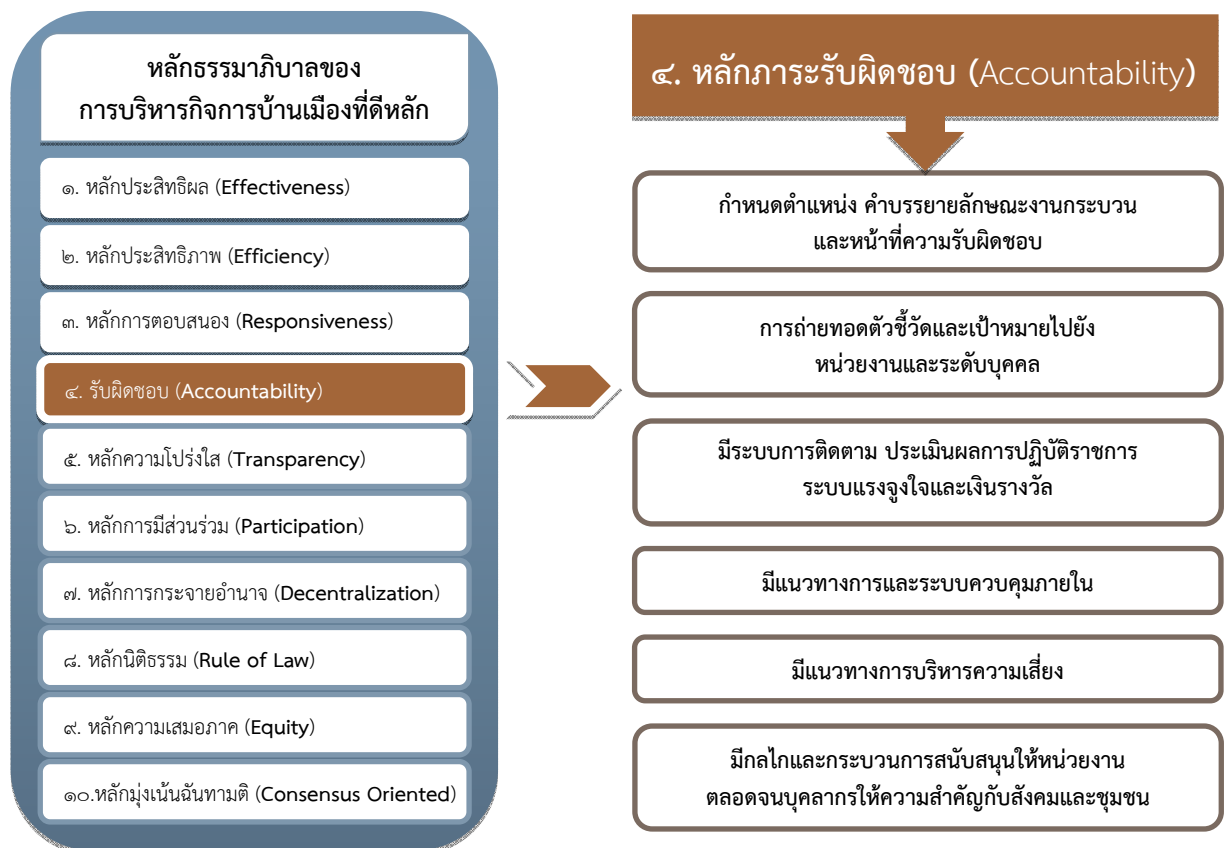 หลักธรรมาภิบาลของ
การบริหารกิจการบ้านเมืองที่ดีหลัก
๑. หลักประสิทธิผล (Effectiveness)
๒. หลักประสิทธิภาพ (Efficiency)
๓. หลักการตอบสนอง (Responsiveness)
๔. รับผิดชอบ (Accountability)
๕. หลักความโปร่งใส (Transparency)
๖. หลักการมีส่วนร่วม (Participation)
๗. หลักการกระจายอำนาจ (Decentralization)
๘. หลักนิติธรรม (Rule of Law)
๙. หลักความเสมอภาค (Equity)
๑๐.หลักมุ่งเน้นฉันทามติ (Consensus Oriented)
๔. หลักภาระรับผิดชอบ (Accountability)
กำหนดตำแหน่ง คำบรรยายลักษณะงานกระบวน
และหน้าที่ความรับผิดชอบ
การถ่ายทอดตัวชี้วัดและเป้าหมายไปยัง
หน่วยงานและระดับบุคคล
มีระบบการติดตาม ประเมินผลการปฏิบัติราชการ
ระบบแรงจูงใจและเงินรางวัล
มีแนวทางการและระบบควบคุมภายใน
มีแนวทางการบริหารความเสี่ยง
มีกลไกและกระบวนการสนับสนุนให้หน่วยงาน
ตลอดจนบุคลากรให้ความสำคัญกับสังคมและชุมชน